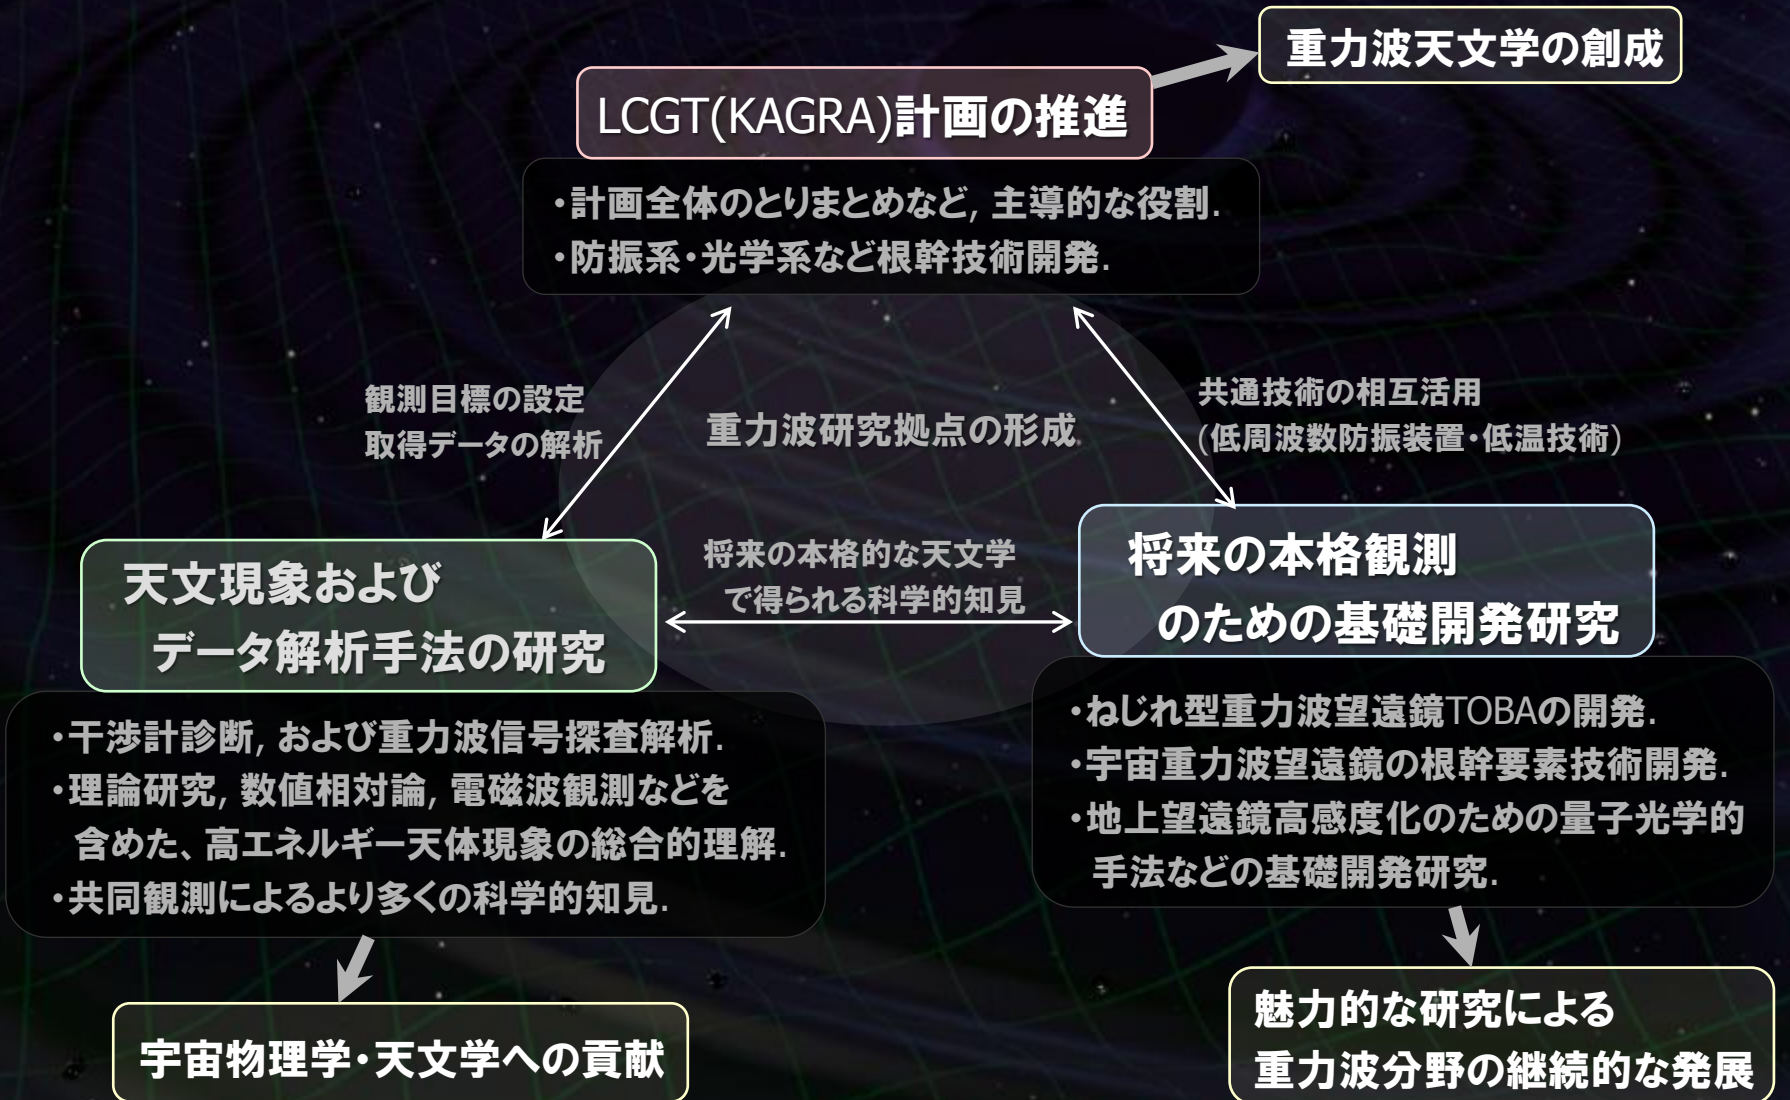 重力波天文学の創成
LCGT(KAGRA)計画の推進
・計画全体のとりまとめなど, 主導的な役割.
・防振系・光学系など根幹技術開発.
観測目標の設定
取得データの解析
重力波研究拠点の形成
共通技術の相互活用
(低周波数防振装置・低温技術)
将来の本格的な天文学
で得られる科学的知見
天文現象および
データ解析手法の研究
・干渉計診断, および重力波信号探査解析.
・理論研究, 数値相対論, 電磁波観測などを
含めた、高エネルギー天体現象の総合的理解.
・共同観測によるより多くの科学的知見.
将来の本格観測
のための基礎開発研究
・ねじれ型重力波望遠鏡TOBAの開発.
・宇宙重力波望遠鏡の根幹要素技術開発.
・地上望遠鏡高感度化のための量子光学的
手法などの基礎開発研究.
宇宙物理学・天文学への貢献
魅力的な研究による
重力波分野の継続的な発展